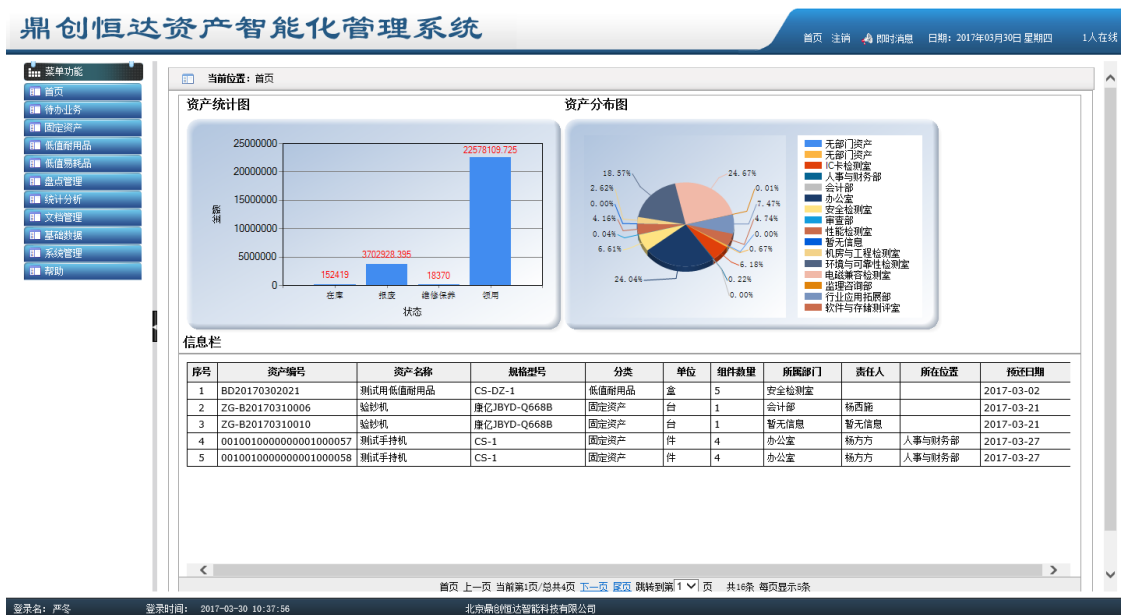 鼎创恒达资产智能化管理系统
首页 注销 即时消息 日期: 2017年03月30日 星期四 1人在线
菜单功能
首页
待办业务
固定资产
低值耐用品
低值易耗品
盘点管理
统计分析
文档管理
基础数据
系统管理
帮助
当前位置: 首页
资产统计图
25000000
20000000
15000000
10000000
5000000
0
金额
152419
3702928.395
18370
22578109.725
在库 报废 维修保养 领用
状态
资产分布图
18.57%
2.62%
0.00%
4.16%
0.04%
6.61%
24.04%
24.67%
0.01%
7.47%
4.74%
0.00%
0.67%
6.18%
0.22%
0.00%
无部门资产
无部门资产
IC卡检测室
人事与财务部
会计部
办公室
安全检测室
审查部
性能检测室
暂无信息
机房与工程检测室
环境与可靠性检测室
电磁兼容检测室
监理咨询部
行业应用拓展部
软件与存储测评室
信息栏
序号 资产编号 资产名称 规格型号 分类 单位 组件数量 所属部门 责任人 所在位置 预还日期
1 BD20170302021 测试用低值耐用品 CS-DZ-1 低值耐用品 盒 5 安全检测室 2017-03-02
2 ZG-B20170310006 验钞机 康亿JBYD-Q668B 固定资产 台 1 会计部 杨西施 2017-03-21
3 ZG-B20170310010 验钞机 康亿JBYD-Q668B 固定资产 台 1 暂无信息 暂无信息 2017-03-21
4 0010010000000001000057 测试手持机 CS-1 固定资产 件 4 办公室 杨方方 人事与财务部 2017-03-27
5 0010010000000001000058 测试手持机 CS-1 固定资产 件 4 办公室 杨方方 人事与财务部 2017-03-27
首页 上一页 当前第1页/总共4页 下一页 尾页 跳转到第 1 页 共16条 每页显示5条
登录名: 严冬 登录时间: 2017-03-30 10:37:56 北京鼎创恒达智能科技有限公司